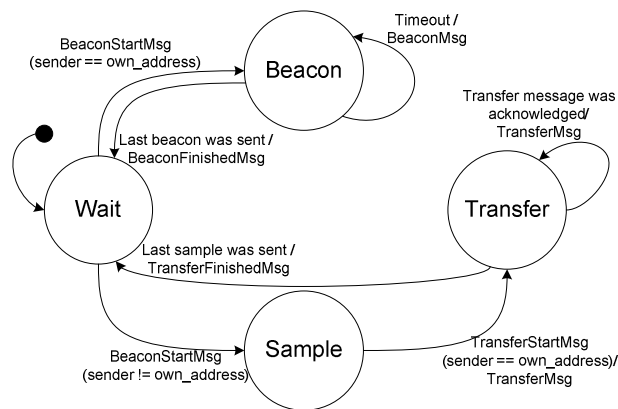 Timeout /
BeaconMsg
BeaconStartMsg
(sender == own_address)
Beacon
Transfer message was
acknowledged/
TransferMsg
Last beacon was sent /
BeaconFinishedMsg
Wait
Transfer
Last sample was sent /
TransferFinishedMsg
Sample
BeaconStartMsg
(sender != own_address)
TransferStartMsg
(sender == own_address)/
TransferMsg